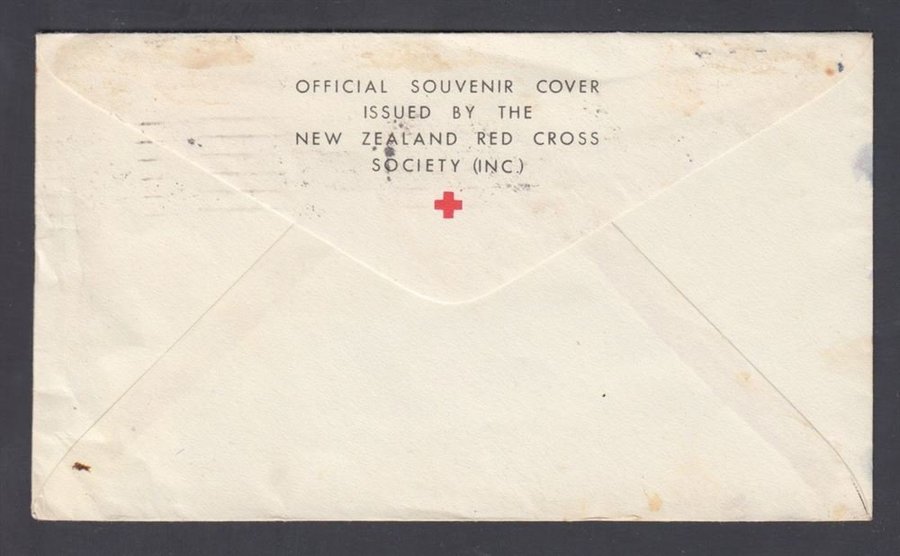 OFFICIAL SOUVENIR COVER
ISSUED BY THE
NEW ZEALAND RED CROSS
SOCIETY (INC.)